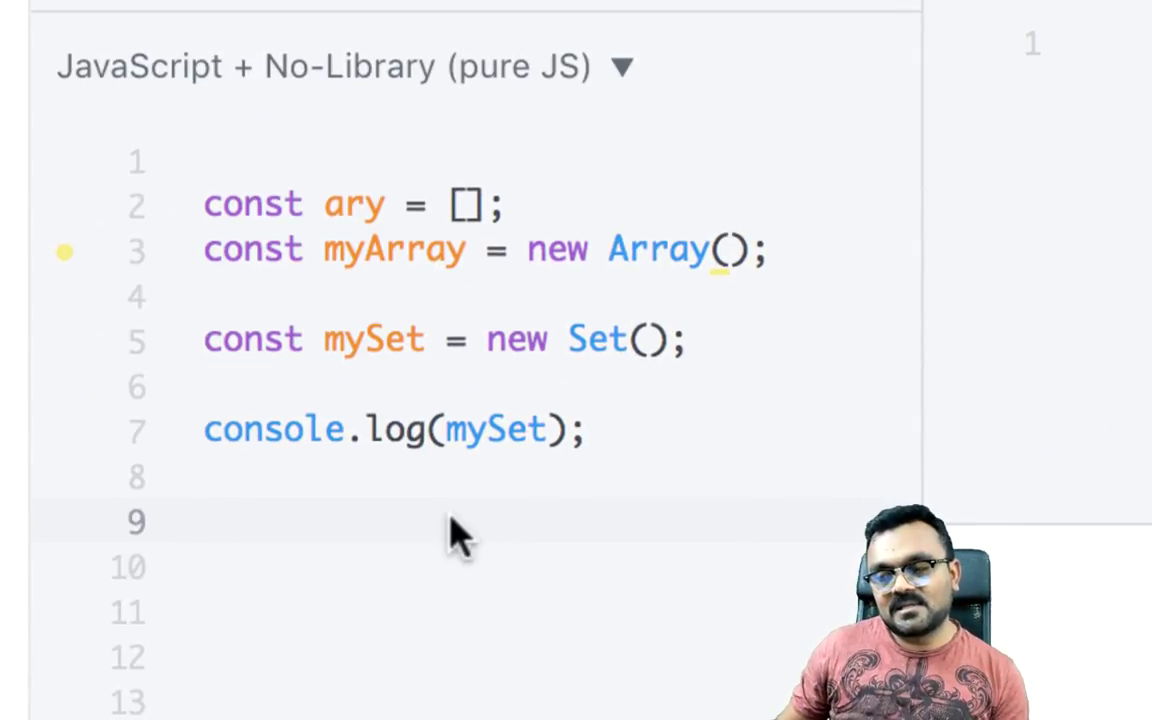 JavaScript + No-Library (pure JS) ▼
1
1
2 const ary = [];
3 const myArray = new Array();
4
5 const mySet = new Set();
6
7 console.log(mySet);
8
9
10
11
12
13